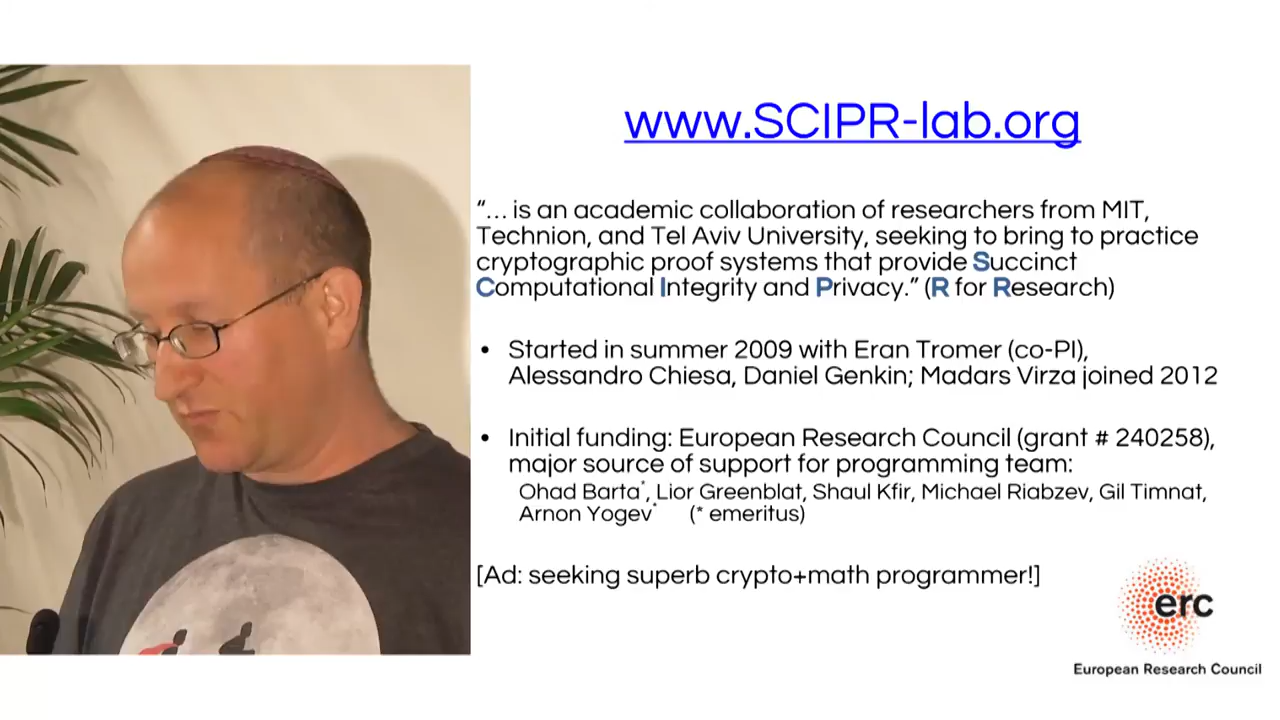 www.SCIPR-lab.org
“... is an academic collaboration of researchers from MIT,
Technion, and Tel Aviv University, seeking to bring to practice
cryptographic proof systems that provide Succinct
Computational Integrity and Privacy.” (R for Research)
• Started in summer 2009 with Eran Tromer (co-PI),
Alessandro Chiesa, Daniel Genkin; Madars Virza joined 2012
• Initial funding: European Research Council (grant # 240258),
major source of support for programming team:
Ohad Barta*, Lior Greenblat, Shaul Kfir, Michael Riabzev, Gil Timnat,
Arnon Yogev* (* emeritus)
[Ad: seeking superb crypto+math programmer!]
erc
European Research Council